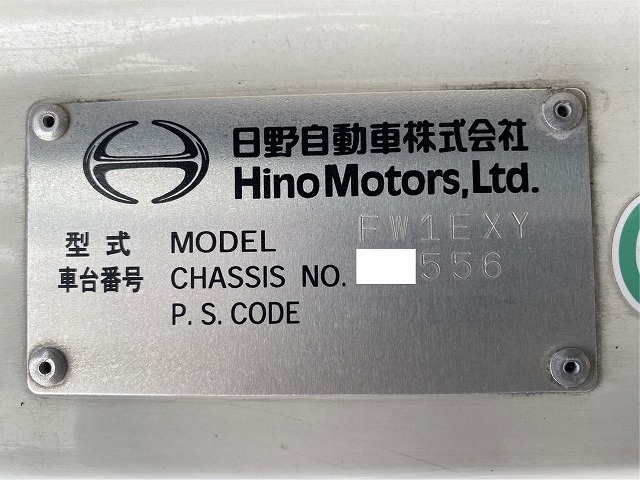 日野自動車株式会社
Hino Motors, Ltd.
型式 MODEL FW1EXY
車台番号 CHASSIS NO. 556
P.S. CODE